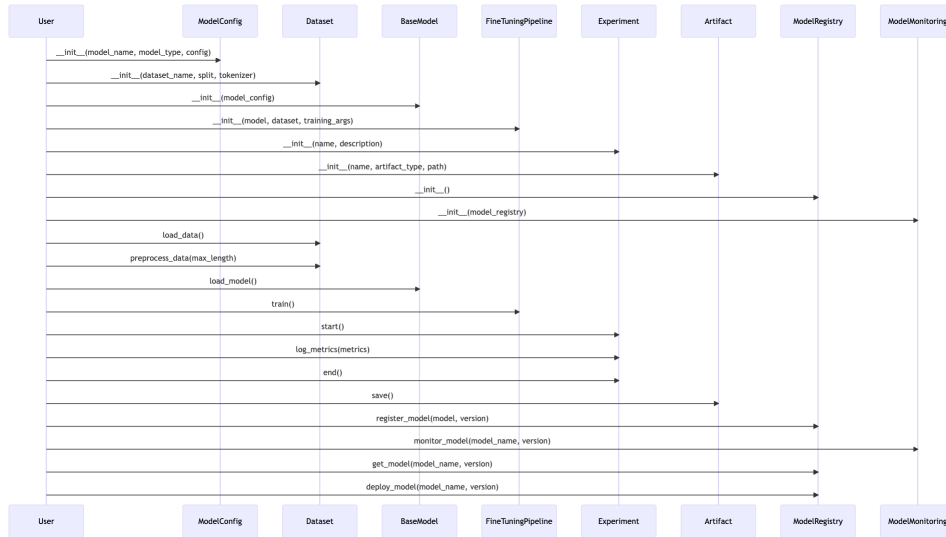 User ModelConfig Dataset BaseModel FineTuningPipeline Experiment Artifact ModelRegistry ModelMonitoring
__init__(model_name, model_type, config)
__init__(dataset_name, split, tokenizer)
__init__(model_config)
__init__(model, dataset, training_args)
__init__(name, description)
__init__(name, artifact_type, path)
__init__()
__init__(model_registry)
load_data()
preprocess_data(max_length)
load_model()
train()
start()
log_metrics(metrics)
end()
save()
register_model(model, version)
monitor_model(model_name, version)
get_model(model_name, version)
deploy_model(model_name, version)
User ModelConfig Dataset BaseModel FineTuningPipeline Experiment Artifact ModelRegistry ModelMonitoring